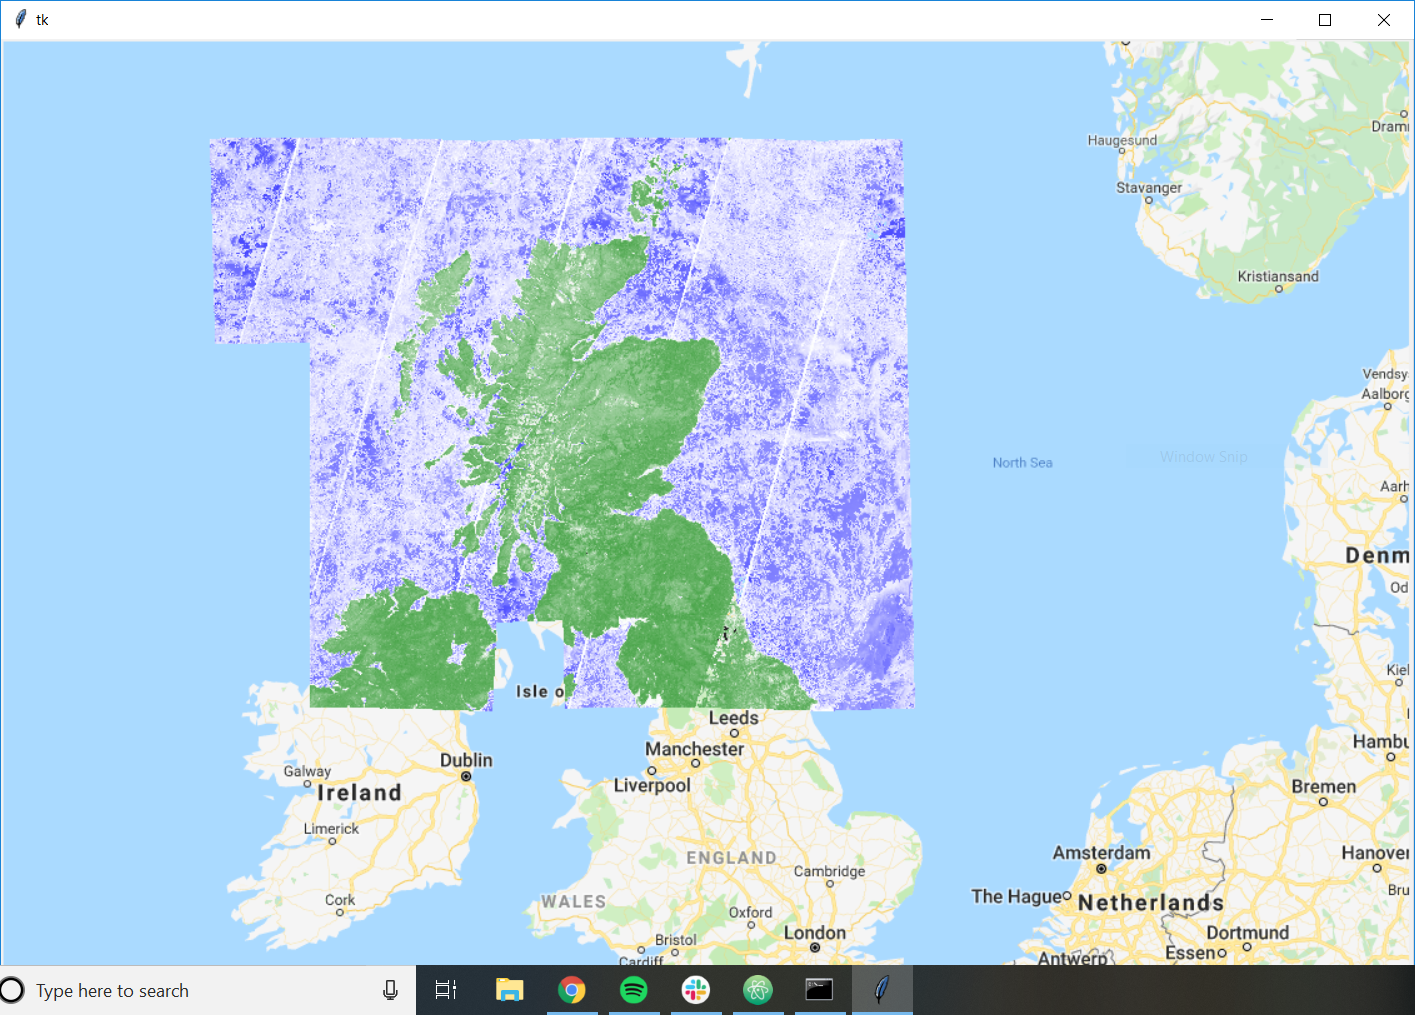 tk
Haugesund
Dram
Stavanger
Kristiansand
Vendsy
Aalborg
North Sea
Window Snip
Aarh
Denm
Od
Kiel
Isle o
Leeds
Manchester
Liverpool
Dublin
Galway
Ireland
Limerick
Cork
Hambu
Bremen
Hanover
Bru
Amsterdam
The Hague
Netherlands
Dortmund
Essen
Antwerp
ENGLAND
Cambridge
WALES
Oxford
London
Bristol
Cardiff
Type here to search